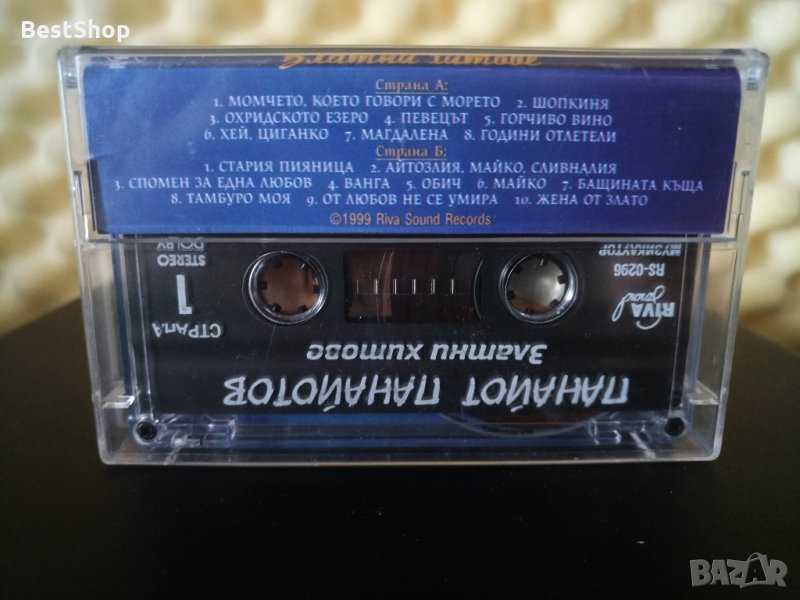 BestShop
Златни хитове
Страна А:
1. МОМЧЕТО, КОЕТО ГОВОРИ С МОРЕТО 2. ШОПКИНЯ
3. ОХРИДСКОТО ЕЗЕРО 4. ПЕВЕЦЪТ 5. ГОРЧИВО ВИНО
6. ХЕЙ, ЦИГАНКО 7. МАГДАЛЕНА 8. ГОДИНИ ОТЛЕТЕЛИ
Страна Б:
1. СТАРИЯ ПИЯНИЦА 2. АЙТОЗЛИЯ, МАЙКО, СЛИВНАЛИЯ
3. СПОМЕН ЗА ЕДНА ЛЮБОВ 4. ВАНГА 5. ОБИЧ 6. МАЙКО 7. БАЩИНАТА КЪЩА
8. ТАМБУРО МОЯ 9. ОТ ЛЮБОВ НЕ СЕ УМИРА 10. ЖЕНА ОТ ЗЛАТО
©1999 Riva Sound Records
ПАНАЙОТ ПАНАЙОТОВ
Златни хитове
RIVA
sound
СТРАНА
1
RS-0296
МУЗИКАУТОР
STEREO
DOLBY
BAZAR